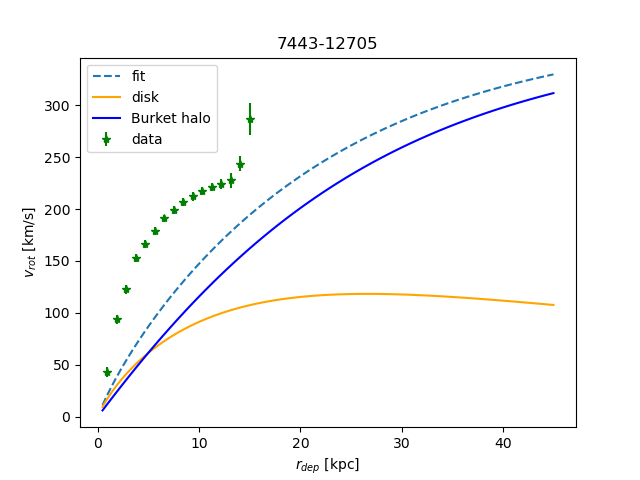 7443-12705
fit
disk
Burket halo
data
v_rot [km/s]
300
250
200
150
100
50
0
0 10 20 30 40
r_dep [kpc]